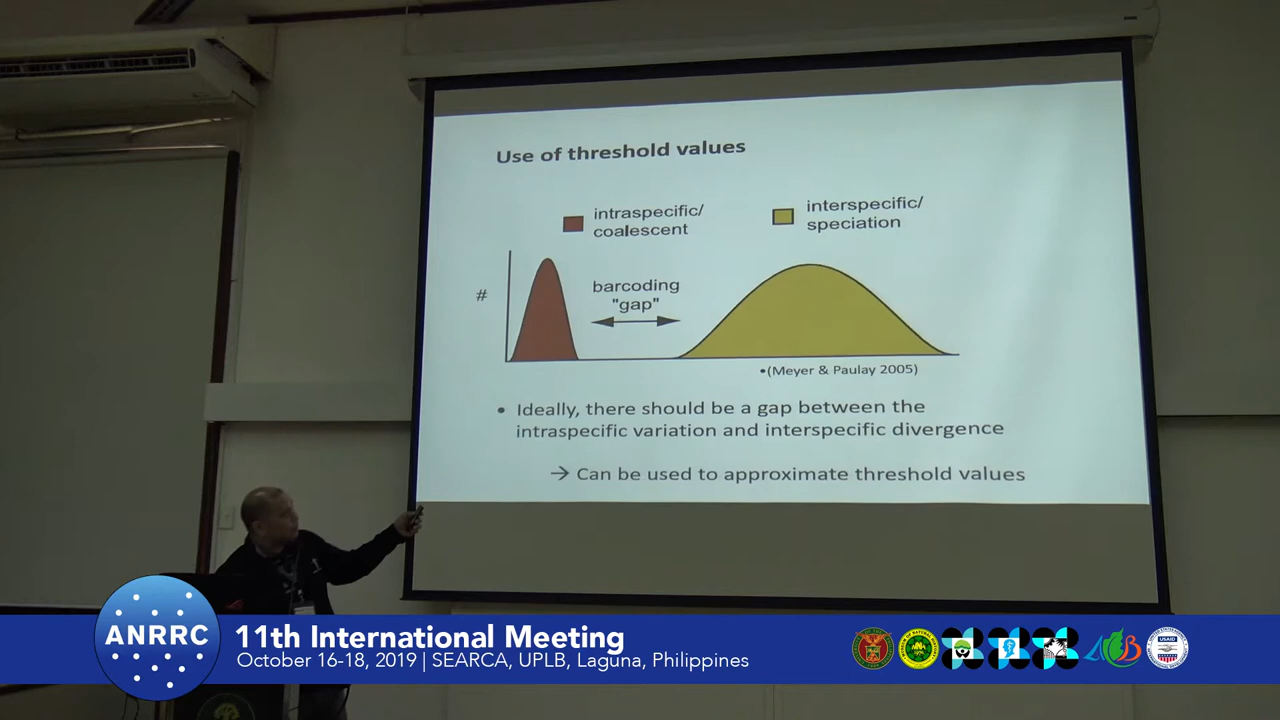 Use of threshold values
intraspecific/
coalescent
interspecific/
speciation
#
barcoding
"gap"
•(Meyer & Paulay 2005)
• Ideally, there should be a gap between the
intraspecific variation and interspecific divergence
→ Can be used to approximate threshold values
ANRRC
11th International Meeting
October 16-18, 2019 | SEARCA, UPLB, Laguna, Philippines
USAID